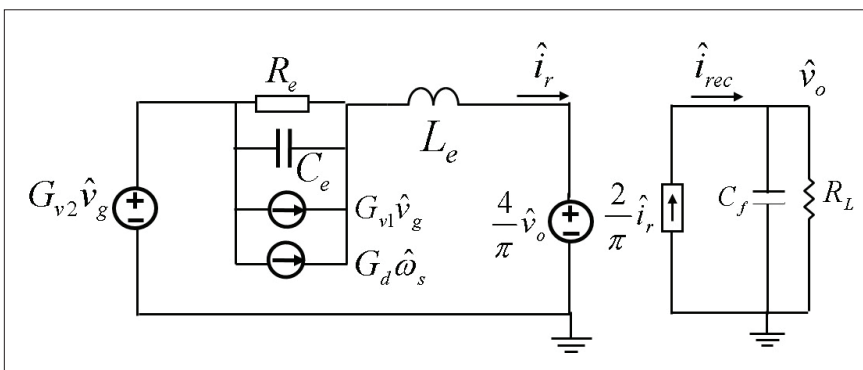 R_e
î_r
î_rec
v̂_o
L_e
C_e
G_v2 v̂_g
+
−
G_v1 v̂_g
4/π v̂_o
+
−
2/π î_r
C_f
R_L
G_d ω̂_s